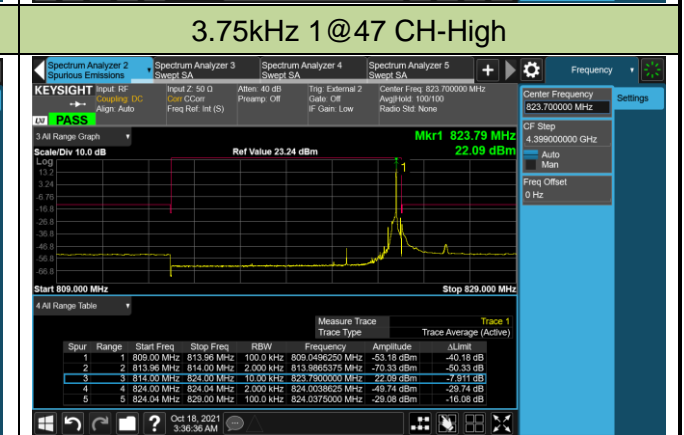 3.75kHz 1@47 CH-High
Spectrum Analyzer 2
Spurious Emissions
Spectrum Analyzer 3
Swept SA
Spectrum Analyzer 4
Swept SA
Spectrum Analyzer 5
Swept SA
Frequency
KEYSIGHT
Input: RF
Coupling: DC
Align: Auto
Input Z: 50 Ω
Corr CCorr
Freq Ref: Int (S)
Atten: 40 dB
Preamp: Off
Trig: External 2
Gate: Off
IF Gain: Low
Center Freq: 823.700000 MHz
Avg|Hold: 100/100
Radio Std: None
LXI PASS
Center Frequency
823.700000 MHz
Settings
CF Step
4.399000000 GHz
Auto
Man
Freq Offset
0 Hz
3 All Range Graph
Mkr1 823.79 MHz
22.09 dBm
Scale/Div 10.0 dB
Ref Value 23.24 dBm
Log
1
13.2
3.24
-6.76
-16.8
-26.8
-36.8
-46.8
-56.8
-66.8
Start 809.000 MHz
Stop 829.000 MHz
4 All Range Table
Measure Trace Trace 1
Trace Type Trace Average (Active)
Spur Range Start Freq Stop Freq RBW Frequency Amplitude ΔLimit
1 1 809.00 MHz 813.96 MHz 100.0 kHz 809.0496250 MHz -53.18 dBm -40.18 dB
2 2 813.96 MHz 814.00 MHz 2.000 kHz 813.9865375 MHz -70.33 dBm -50.33 dB
3 3 814.00 MHz 824.00 MHz 10.00 kHz 823.7900000 MHz 22.09 dBm -7.911 dB
4 4 824.00 MHz 824.04 MHz 2.000 kHz 824.0038625 MHz -49.74 dBm -29.74 dB
5 5 824.04 MHz 829.00 MHz 100.0 kHz 824.0375000 MHz -29.08 dBm -16.08 dB
Oct 18, 2021
3:36:36 AM